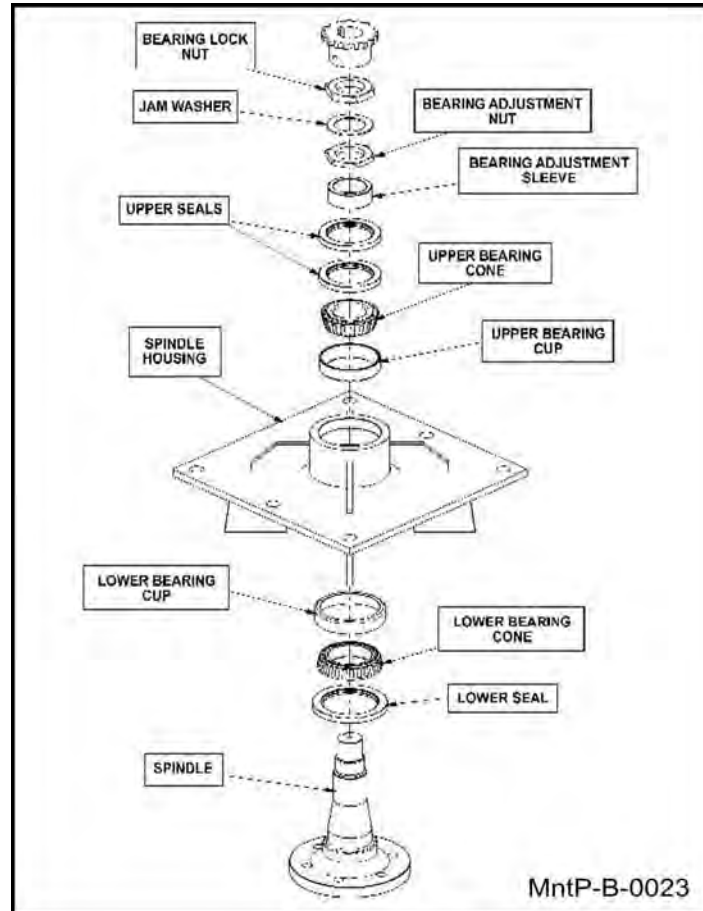 BEARING LOCK
NUT
JAM WASHER
BEARING ADJUSTMENT
NUT
BEARING ADJUSTMENT
SLEEVE
UPPER SEALS
UPPER BEARING
CONE
UPPER BEARING
CUP
SPINDLE
HOUSING
LOWER BEARING
CUP
LOWER BEARING
CONE
LOWER SEAL
SPINDLE
MntP-B-0023